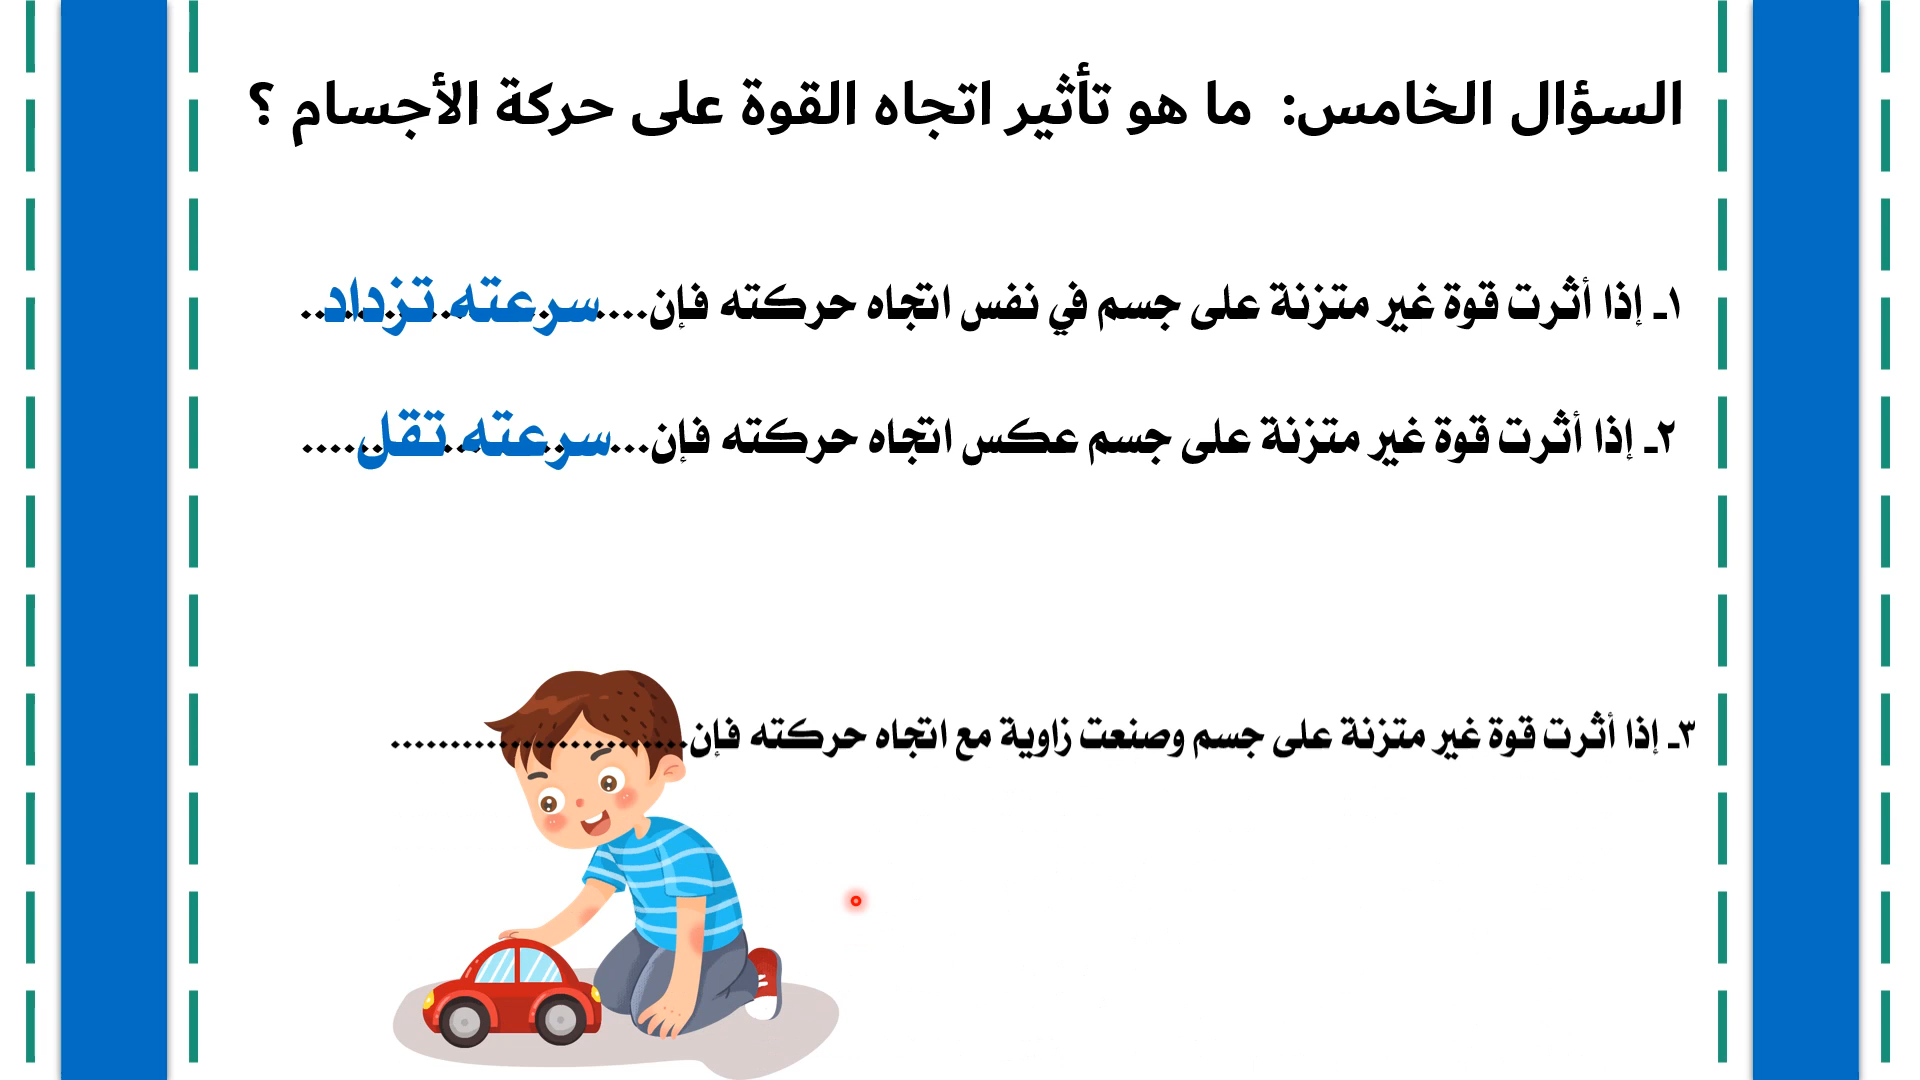 السؤال الخامس: ما هو تأثير اتجاه القوة على حركة الأجسام ؟
١ـ إذا أثرت قوة غير متزنة على جسم في نفس اتجاه حركته فإن....سرعته تزداد..
٢ـ إذا أثرت قوة غير متزنة على جسم عكس اتجاه حركته فإن...سرعته تقل....
٣ـ إذا أثرت قوة غير متزنة على جسم وصنعت زاوية مع اتجاه حركته فإن.........................